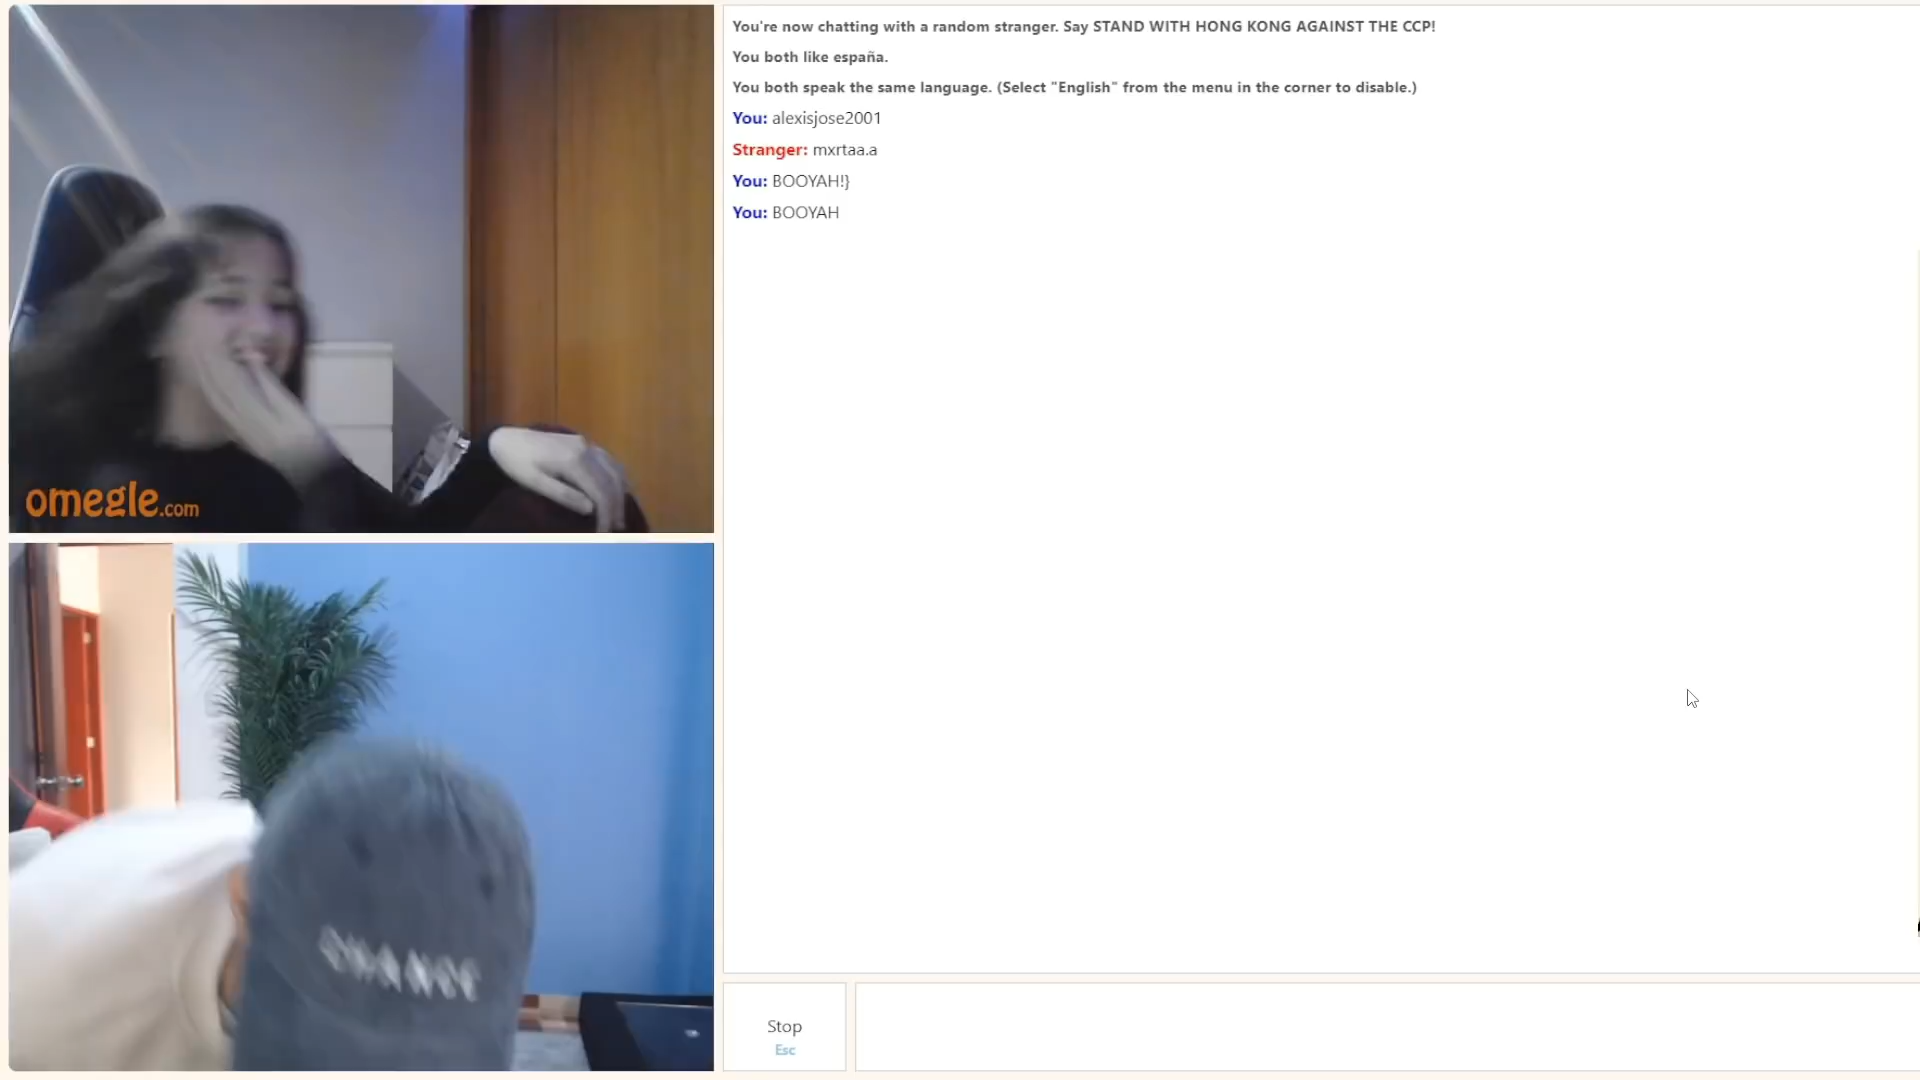 You're now chatting with a random stranger. Say STAND WITH HONG KONG AGAINST THE CCP!
You both like españa.
You both speak the same language. (Select "English" from the menu in the corner to disable.)
You: alexisjose2001
Stranger: mxrtaa.a
You: BOOYAH!}
You: BOOYAH
omegle.com
Stop
Esc